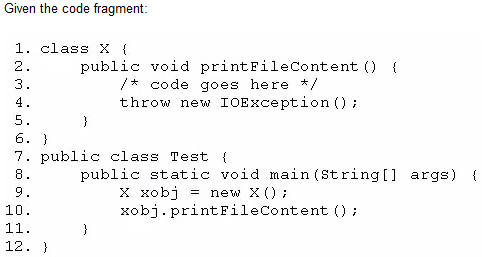 Given the code fragment:
1. class X {
2.     public void printFileContent() {
3.         /* code goes here */
4.         throw new IOException();
5.     }
6. }
7. public class Test {
8.     public static void main(String[] args) {
9.         X xobj = new X();
10.         xobj.printFileContent();
11.     }
12. }